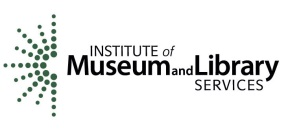 INSTITUTE of
Museum and Library
SERVICES